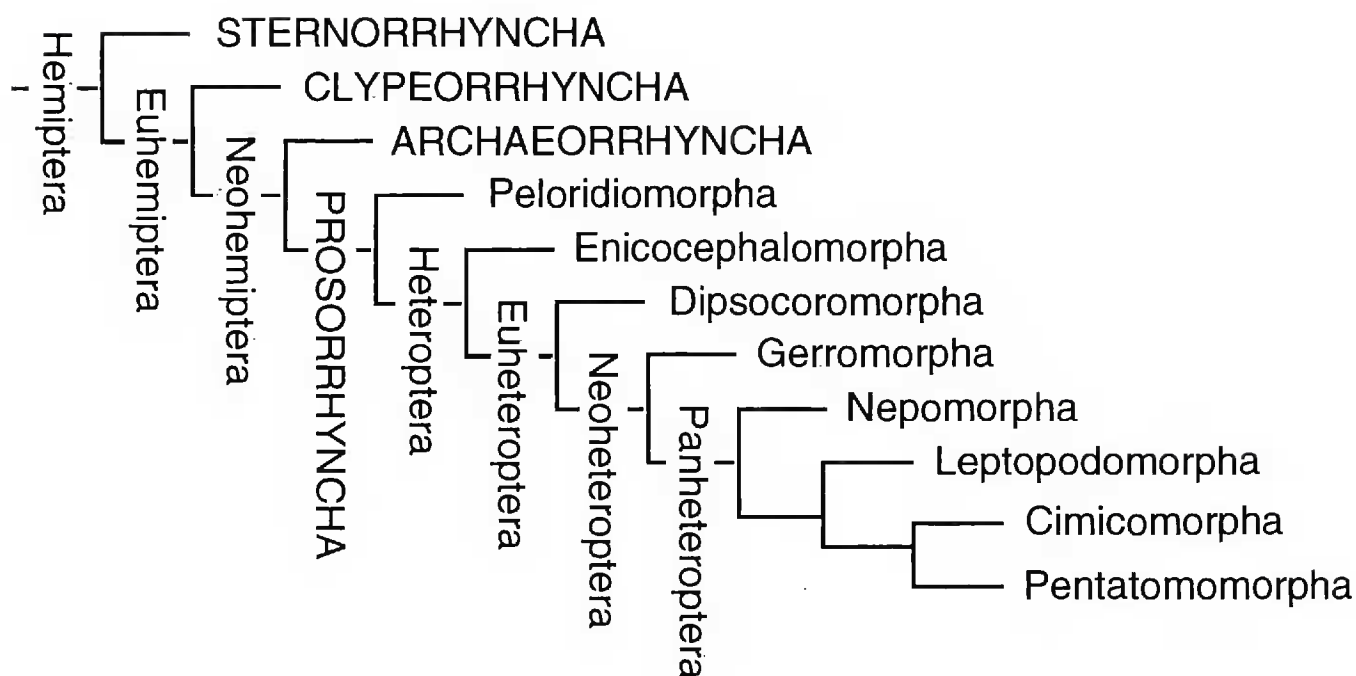 Hemiptera
STERNORRHYNCHA
Euhemiptera
CLYPEORRHYNCHA
Neohemiptera
ARCHAEORRHYNCHA
PROSORRHYNCHA
Peloridiomorpha
Heteroptera
Enicocephalomorpha
Euheteroptera
Dipsocoromorpha
Neoheteroptera
Gerromorpha
Panheteroptera
Nepomorpha
Leptopodomorpha
Cimicomorpha
Pentatomomorpha